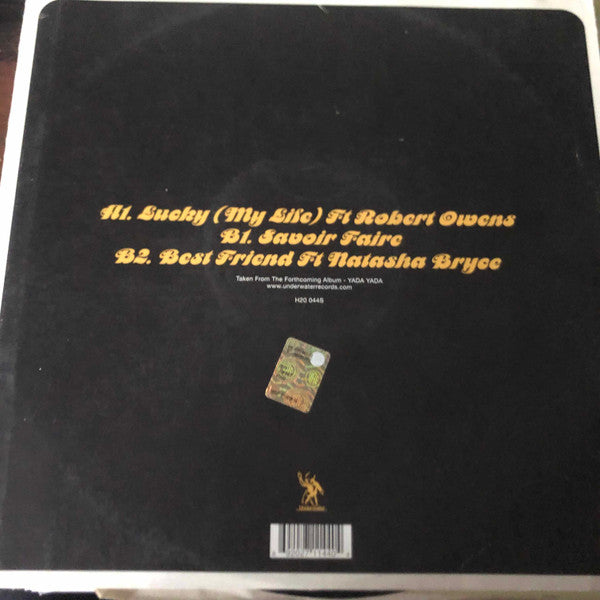 A1. Lucky (My Life) Ft Robert Owens
B1. Savoir Faire
B2. Best Friend Ft Natasha Bryce
Taken From The Forthcoming Album - YADA YADA
www.underwaterrecords.com
H20 044S